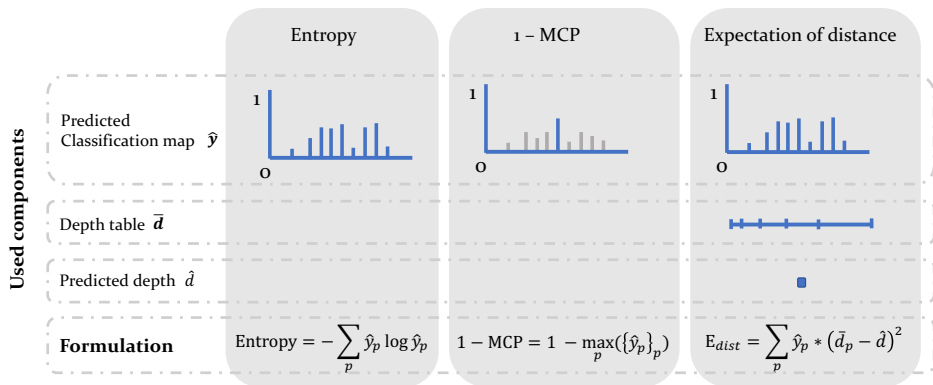 Entropy 1 – MCP Expectation of distance
Used components
Predicted
Classification map ŷ
1
0
1
0
1
0
Depth table d̄
Predicted depth d̂
Formulation
Entropy = − ∑ₚ ŷₚ log ŷₚ
1 − MCP = 1 − maxₚ({ŷₚ}ₚ)
E_dist = ∑ₚ ŷₚ ∗ (d̄ₚ − d̂)²